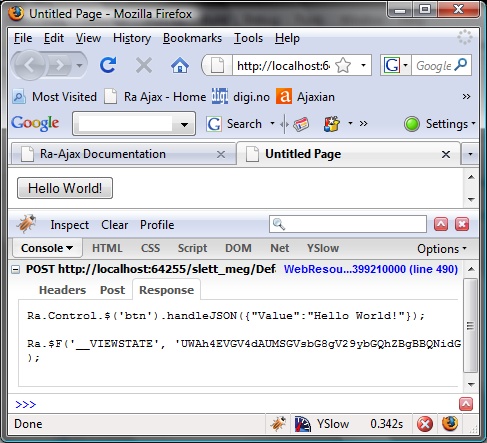 Untitled Page - Mozilla Firefox
File Edit View History Bookmarks Tools Help
http://localhost:6 Google
Most Visited Ra Ajax - Home digi.no Ajaxian »
Google Search »  Settings
Ra-Ajax Documentation Untitled Page
Hello World!
Inspect Clear Profile
Console HTML CSS Script DOM Net YSlow Options
POST http://localhost:64255/slett_meg/Def WebResou...399210000 (line 490)
Headers Post Response
Ra.Control.$('btn').handleJSON({"Value":"Hello World!"});
Ra.$F('__VIEWSTATE', 'UWAh4EVGV4dAUMSGVsbG8gV29ybGQhZBgBBQNidG
);
>>>
Done YSlow 0.342s